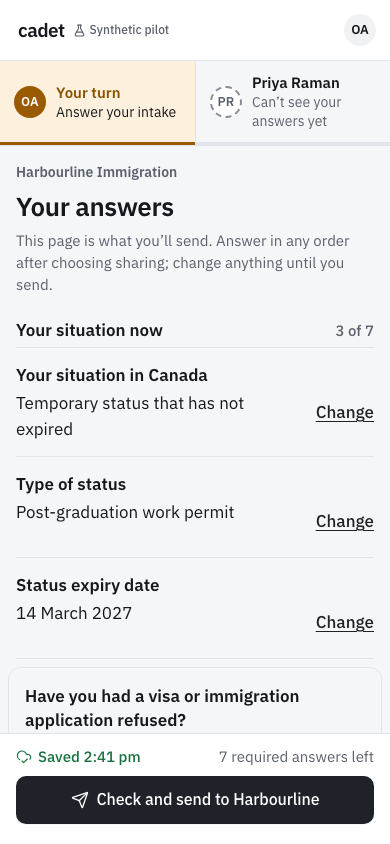 cadet
Synthetic pilot
OA
OA
Your turn
Answer your intake
PR
Priya Raman
Can't see your
answers yet
Harbourline Immigration
Your answers
This page is what you'll send. Answer in any order
after choosing sharing; change anything until you
send.
Your situation now
3 of 7
Your situation in Canada
Temporary status that has not
expired
Change
Type of status
Post-graduation work permit
Change
Status expiry date
14 March 2027
Change
Have you had a visa or immigration
application refused?
Saved 2:41 pm
7 required answers left
Check and send to Harbourline